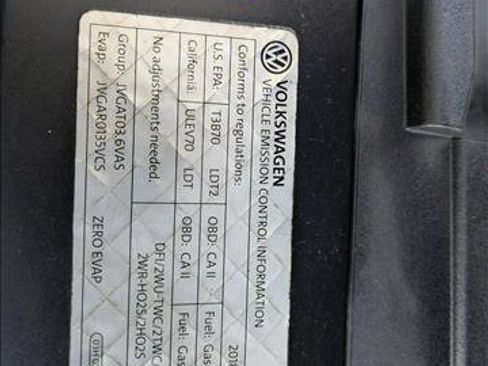 VOLKSWAGEN
VEHICLE EMISSION CONTROL INFORMATION
Conforms to regulations: 201
U.S. EPA: T3B70 LDT2 OBD: CA II Fuel: Gas
California: ULEV70 LDT OBD: CA II Fuel: Gas
No adjustments needed. DFI/2WU-TWC/2TWC/
2WR-HO2S/2HO2S
Group: JVGAT03,6VAS
Evap: JVGAR0135VCS ZERO EVAP
03H